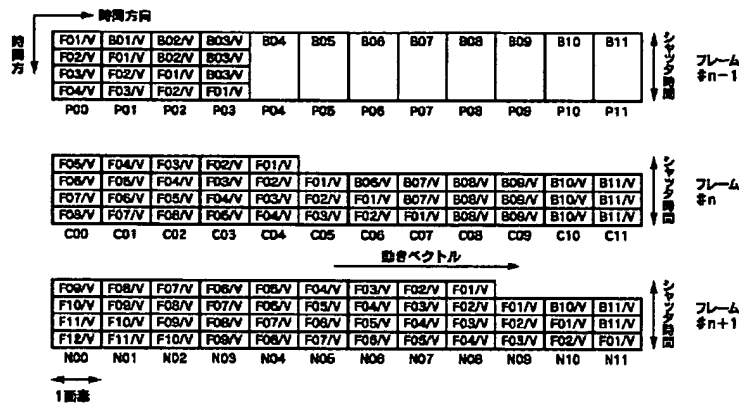 時間方向
時間方
F01/V B01/V B02/V B03/V B04 B05 B06 B07 B08 B09 B10 B11
F02/V F01/V B02/V B03/V
F03/V F02/V F01/V B03/V
F04/V F03/V F02/V F01/V
P00 P01 P02 P03 P04 P05 P06 P07 P08 P09 P10 P11
シャッタ時間
フレーム
#n-1
F05/V F04/V F03/V F02/V F01/V
F06/V F05/V F04/V F03/V F02/V F01/V B06/V B07/V B08/V B09/V B10/V B11/V
F07/V F06/V F05/V F04/V F03/V F02/V F01/V B07/V B08/V B09/V B10/V B11/V
F08/V F07/V F06/V F05/V F04/V F03/V F02/V F01/V B08/V B09/V B10/V B11/V
C00 C01 C02 C03 C04 C05 C06 C07 C08 C09 C10 C11
シャッタ時間
フレーム
#n
動きベクトル
F09/V F08/V F07/V F06/V F05/V F04/V F03/V F02/V F01/V
F10/V F09/V F08/V F07/V F06/V F05/V F04/V F03/V F02/V F01/V B10/V B11/V
F11/V F10/V F09/V F08/V F07/V F06/V F05/V F04/V F03/V F02/V F01/V B11/V
F12/V F11/V F10/V F09/V F08/V F07/V F06/V F05/V F04/V F03/V F02/V F01/V
N00 N01 N02 N03 N04 N05 N06 N07 N08 N09 N10 N11
シャッタ時間
フレーム
#n+1
1画素